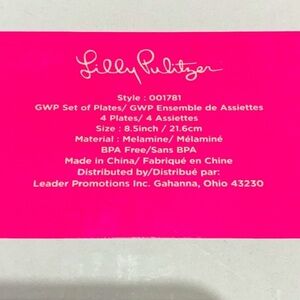 Lilly Pulitzer
Style : 001781
GWP Set of Plates/ GWP Ensemble de Assiettes
4 Plates/ 4 Assiettes
Size : 8.5inch / 21.6cm
Material : Melamine/ Mélaminé
BPA Free/Sans BPA
Made in China/ Fabriqué en Chine
Distributed by/Distribué par:
Leader Promotions Inc. Gahanna, Ohio 43230